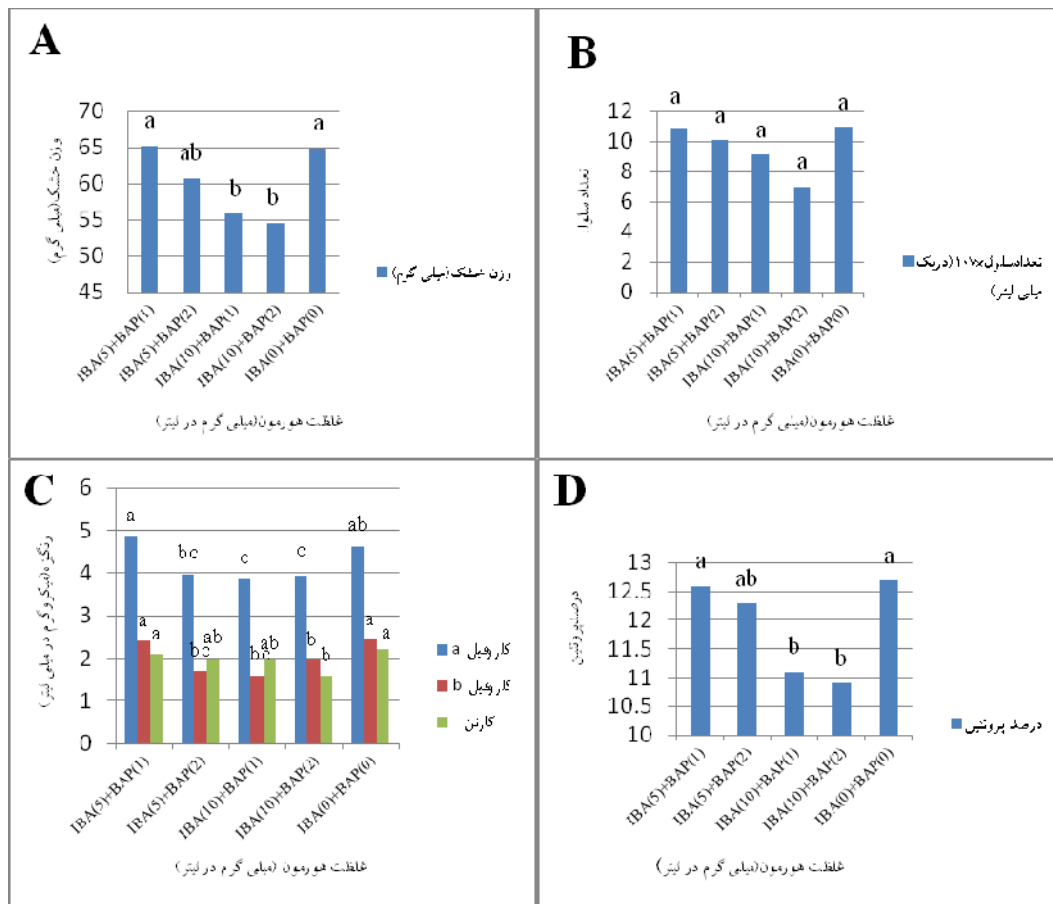 A
70
65
60
55
50
45
a
ab
b
b
a
وزن خشک(میلی گرم)
IBA(5)+BAP(1)
IBA(5)+BAP(2)
IBA(10)+BAP(1)
IBA(10)+BAP(2)
IBA(0)+BAP(0)
غلظت هورمون(میلی گرم در لیتر)
وزن خشک(میلی گرم)
B
12
10
8
6
4
2
0
a
a
a
a
a
تعداد سلول
IBA(5)+BAP(1)
IBA(5)+BAP(2)
IBA(10)+BAP(1)
IBA(10)+BAP(2)
IBA(0)+BAP(0)
غلظت هورمون(میلی گرم در لیتر)
تعدادسلول×۱۰۷(دریک
میلی لیتر)
C
6
5
4
3
2
1
0
a
bc
c
c
ab
a
a
bc
ab
bc
ab
b
b
a
a
رنگزه(میکروگرم در میلی لیتر)
IBA(5)+BAP(1)
IBA(5)+BAP(2)
IBA(10)+BAP(1)
IBA(10)+BAP(2)
IBA(0)+BAP(0)
غلظت هورمون (میلی گرم در لیتر)
کاروفیل a
کاروفیل b
کارتن
D
13
12.5
12
11.5
11
10.5
10
a
ab
b
b
a
درصدپروتئین
IBA(5)+BAP(1)
IBA(5)+BAP(2)
IBA(10)+BAP(1)
IBA(10)+BAP(2)
IBA(0)+BAP(0)
غلظت هورمون(میلی گرم در لیتر)
درصد پروتئین